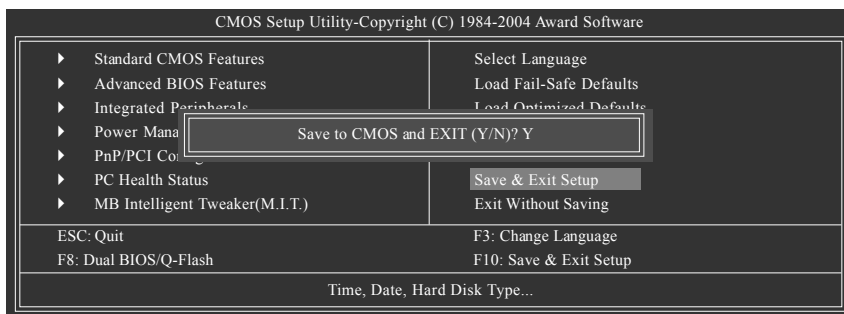 CMOS Setup Utility-Copyright (C) 1984-2004 Award Software
Standard CMOS Features
Advanced BIOS Features
Integrated Peripherals
Power Mana
PnP/PCI
PC Health Status
MB Intelligent Tweaker(M.I.T.)
Select Language
Load Fail-Safe Defaults
Load Optimized Defaults
Save & Exit Setup
Exit Without Saving
Save to CMOS and EXIT (Y/N)? Y
ESC: Quit
F3: Change Language
F8: Dual BIOS/Q-Flash
F10: Save & Exit Setup
Time, Date, Hard Disk Type...